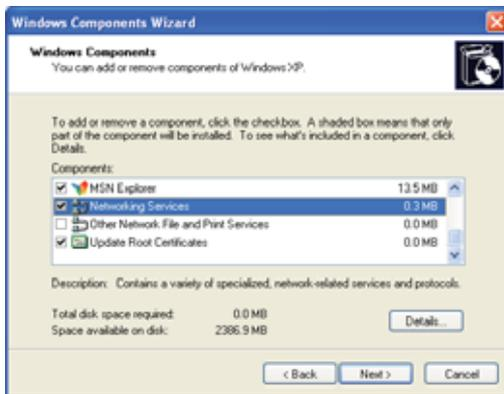 Windows Components Wizard
Windows Components
You can add or remove components of Windows XP.
To add or remove a component, click the checkbox. A shaded box means that only
part of the component will be installed. To see what's included in a component, click
Details.
Components:
MSN Explorer 13.5 MB
Networking Services 0.3 MB
Other Network File and Print Services 0.0 MB
Update Root Certificates 0.0 MB
Description: Contains a variety of specialized, network-related services and protocols.
Total disk space required: 0.0 MB
Space available on disk: 2386.9 MB
Details...
< Back Next > Cancel